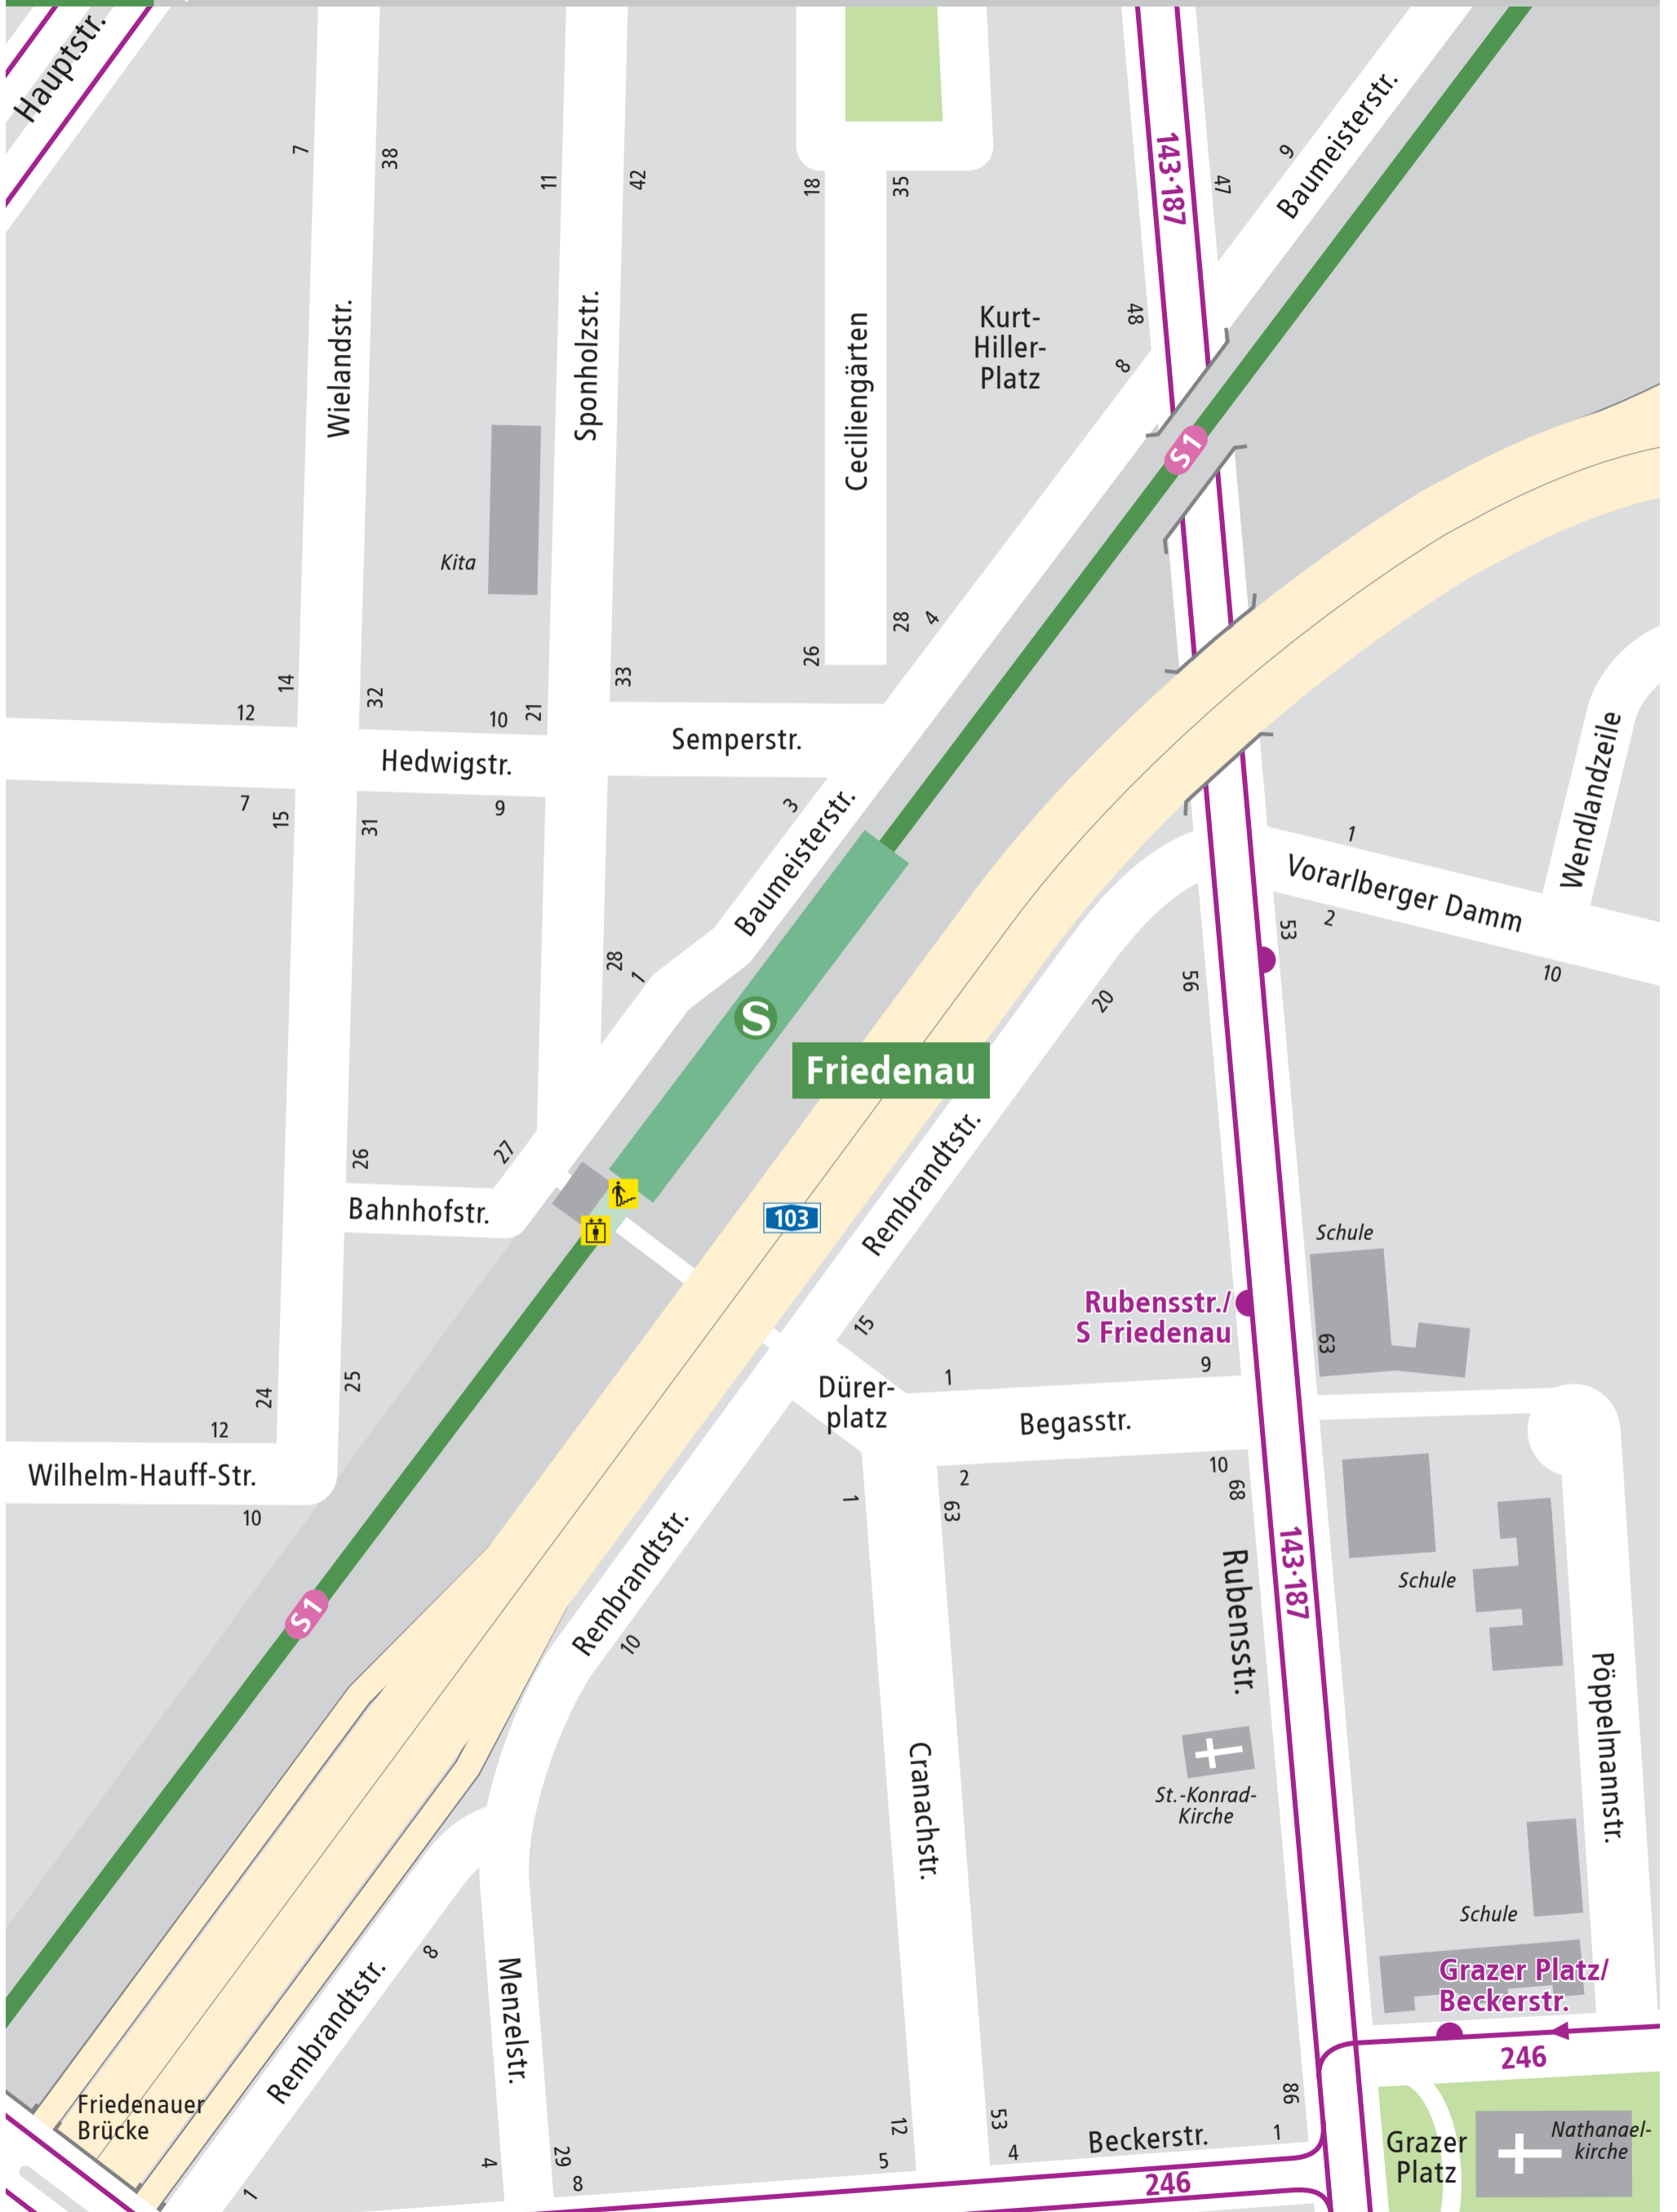 Hauptstr.
7
38
11
42
18
35
143·187
47
9
Baumeisterstr.
Wielandstr.
Sponholzstr.
Ceciliengärten
Kurt-
Hiller-
Platz
48
8
S 1
Kita
28
4
26
33
14
32
12
10
21
Semperstr.
Hedwigstr.
7
15
31
9
3
Baumeisterstr.
1
Vorarlberger Damm
Wendlandzeile
2
53
10
56
20
28
1
S
Friedenau
27
26
Bahnhofstr.
103
Rembrandtstr.
Schule
Rubensstr./
S Friedenau
63
15
9
1
Dürer-
platz
Begasstr.
25
24
12
Wilhelm-Hauff-Str.
10
2
10
68
1
63
Rembrandtstr.
10
S 1
Rubensstr.
143·187
Schule
Pöppelmannstr.
St.-Konrad-
Kirche
Cranachstr.
Schule
8
Menzelstr.
Rembrandtstr.
Grazer Platz/
Beckerstr.
246
Friedenauer
Brücke
86
12
53
Beckerstr.
1
4
5
4
29
8
1
246
Grazer
Platz
Nathanael-
kirche